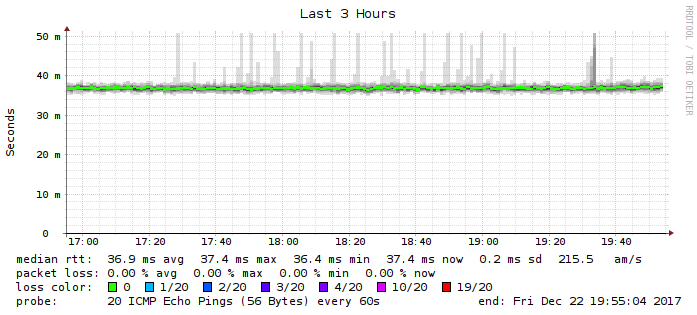 Last 3 Hours
RRDTOOL / TOBI OETIKER
Seconds
50 m
40 m
30 m
20 m
10 m
0
17:00 17:20 17:40 18:00 18:20 18:40 19:00 19:20 19:40
median rtt: 36.9 ms avg 37.4 ms max 36.4 ms min 37.4 ms now 0.2 ms sd 215.5 am/s
packet loss: 0.00 % avg 0.00 % max 0.00 % min 0.00 % now
loss color: 0 1/20 2/20 3/20 4/20 10/20 19/20
probe: 20 ICMP Echo Pings (56 Bytes) every 60s end: Fri Dec 22 19:55:04 2017